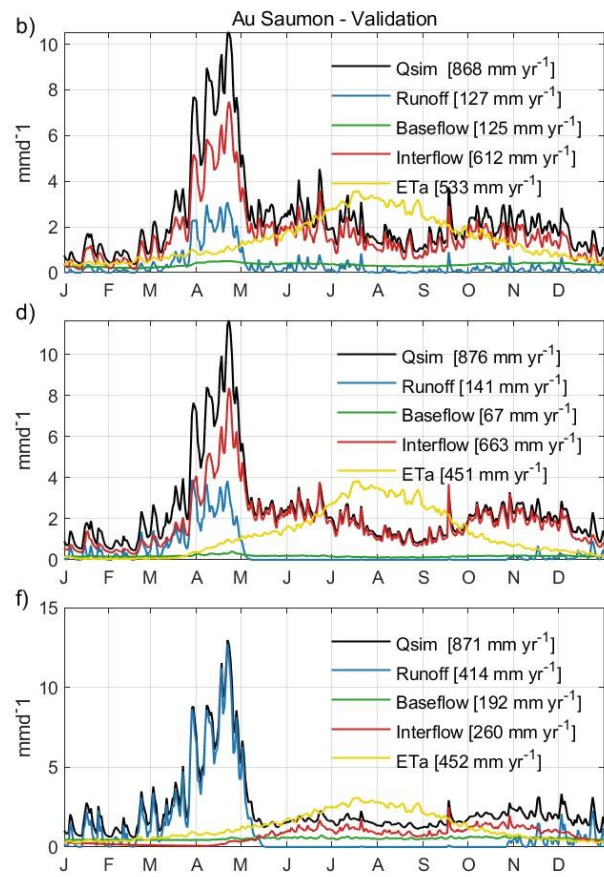 Au Saumon - Validation
b)
10
8
6
4
2
0
mmd⁻1
Qsim [868 mm yr⁻¹]
Runoff [127 mm yr⁻¹]
Baseflow [125 mm yr⁻¹]
Interflow [612 mm yr⁻¹]
ETa [533 mm yr⁻¹]
J F M A M J J A S O N D
d)
10
8
6
4
2
0
mmd⁻1
Qsim [876 mm yr⁻¹]
Runoff [141 mm yr⁻¹]
Baseflow [67 mm yr⁻¹]
Interflow [663 mm yr⁻¹]
ETa [451 mm yr⁻¹]
J F M A M J J A S O N D
f)
15
10
5
0
mmd⁻1
Qsim [871 mm yr⁻¹]
Runoff [414 mm yr⁻¹]
Baseflow [192 mm yr⁻¹]
Interflow [260 mm yr⁻¹]
ETa [452 mm yr⁻¹]
J F M A M J J A S O N D